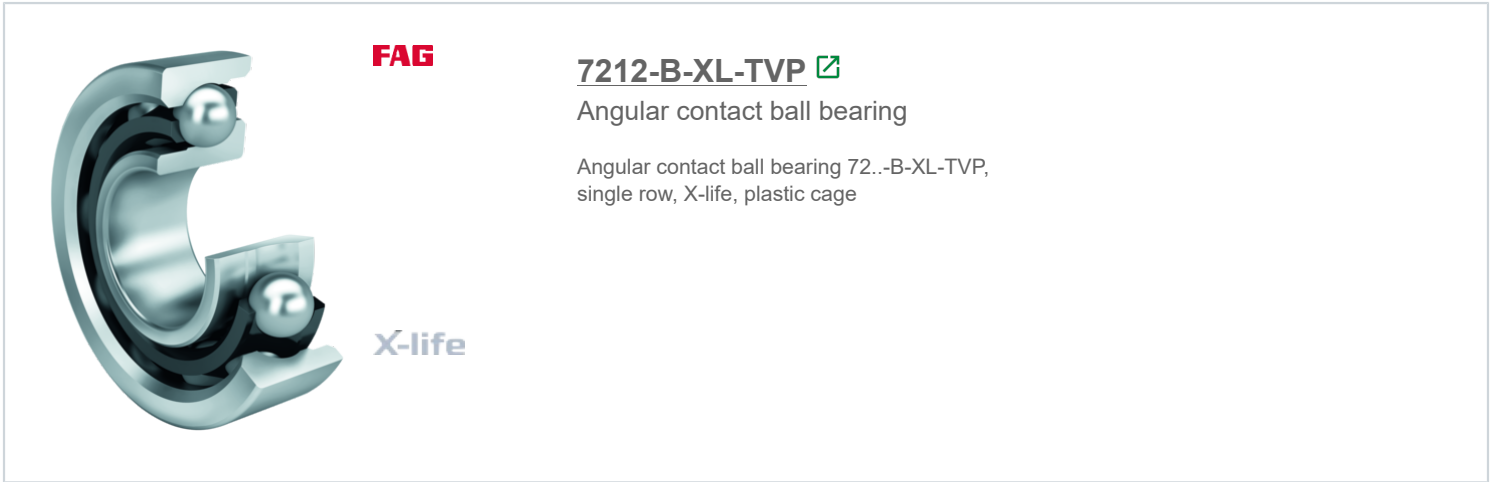 FAG
7212-B-XL-TVP
Angular contact ball bearing
Angular contact ball bearing 72..-B-XL-TVP,
single row, X-life, plastic cage
X-life